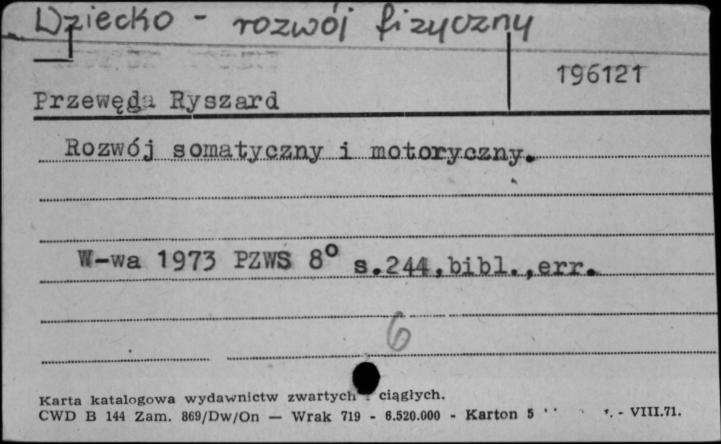 Dziecko - rozwój fizyczny
196121
Przewęda Ryszard
Rozwój somatyczny i motoryczny.
W-wa 1973 PZWS 8° s.244,bibl.,err.
6
Karta katalogowa wydawnictw zwartych ciągłych.
CWD B 144 Zam. 869/Dw/On — Wrak 719 - 6.520.000 - Karton 5 - VIII.71.